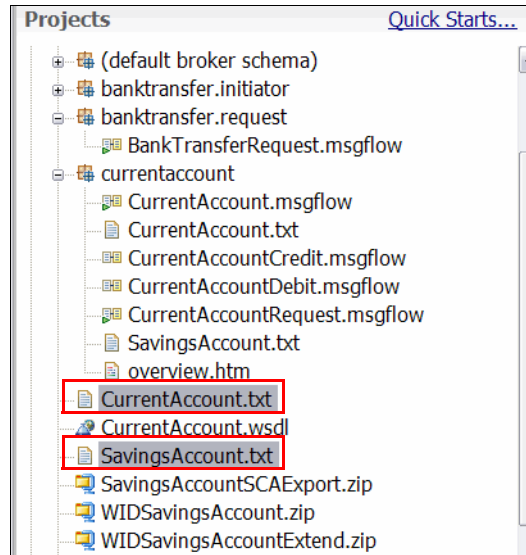 Projects Quick Starts...
(default broker schema)
banktransfer.initiator
banktransfer.request
BankTransferRequest.msgflow
currentaccount
CurrentAccount.msgflow
CurrentAccount.txt
CurrentAccountCredit.msgflow
CurrentAccountDebit.msgflow
CurrentAccountRequest.msgflow
SavingsAccount.txt
overview.htm
CurrentAccount.txt
CurrentAccount.wsdl
SavingsAccount.txt
SavingsAccountSCAExport.zip
WIDSavingsAccount.zip
WIDSavingsAccountExtend.zip